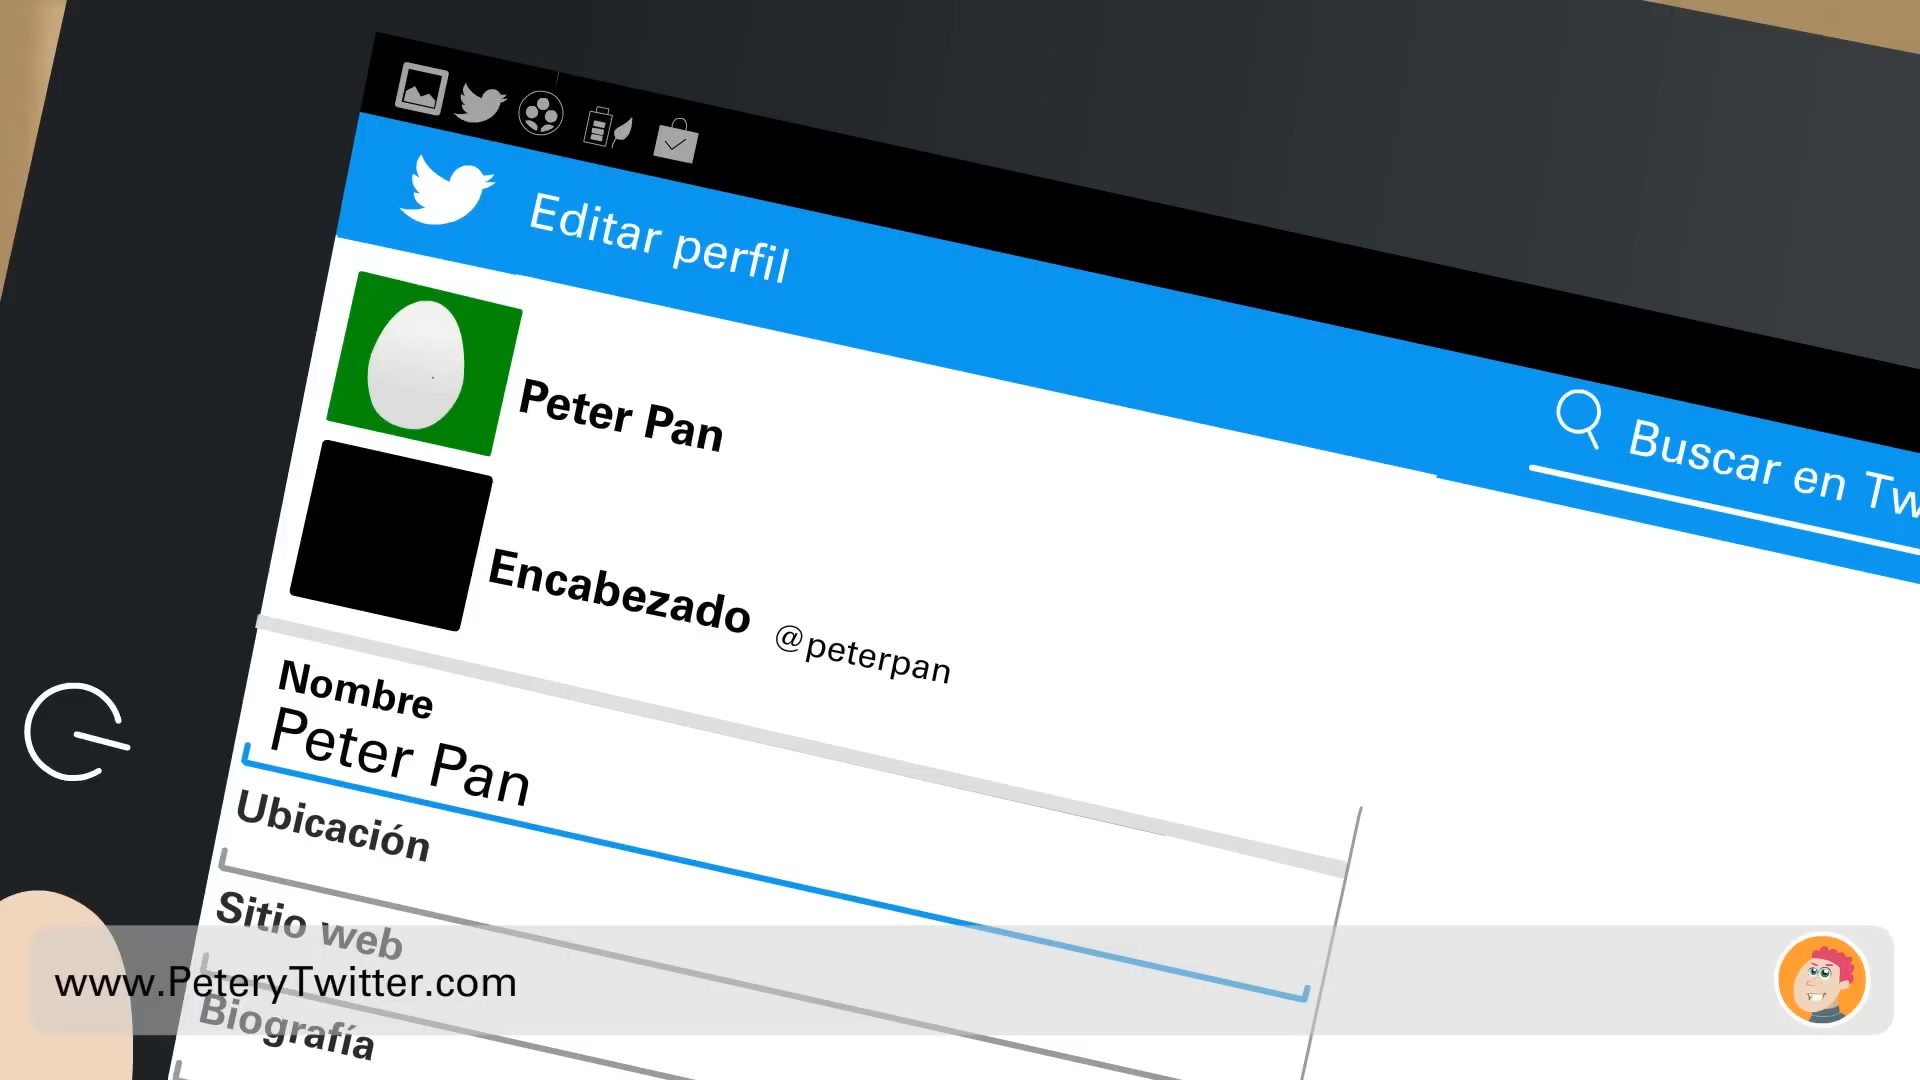 Editar perfil
Buscar en Tw
Peter Pan
Encabezado @peterpan
Nombre
Peter Pan
Ubicación
Sitio web
www.PeteryTwitter.com
Biografía